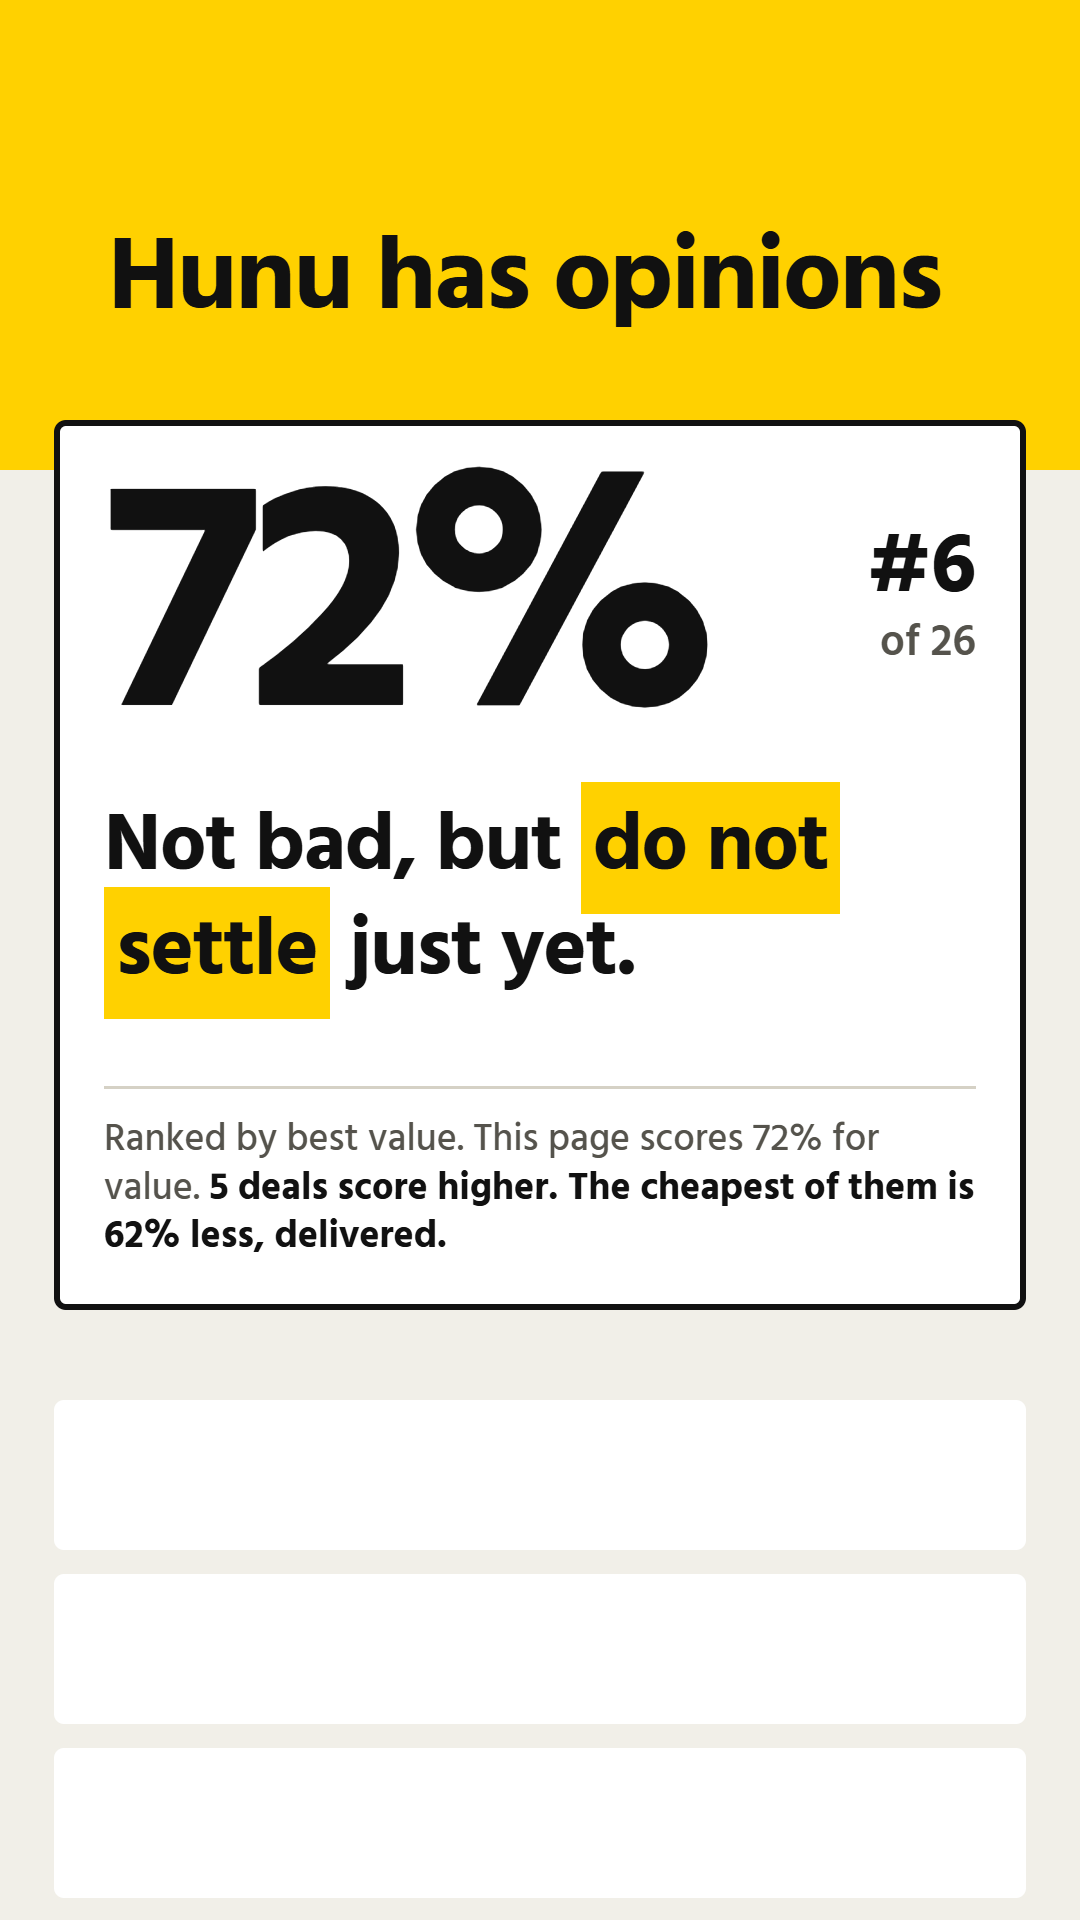 Hunu has opinions
72%
#6
of 26
Not bad, but do not
settle just yet.
Ranked by best value. This page scores 72% for
value. 5 deals score higher. The cheapest of them is
62% less, delivered.